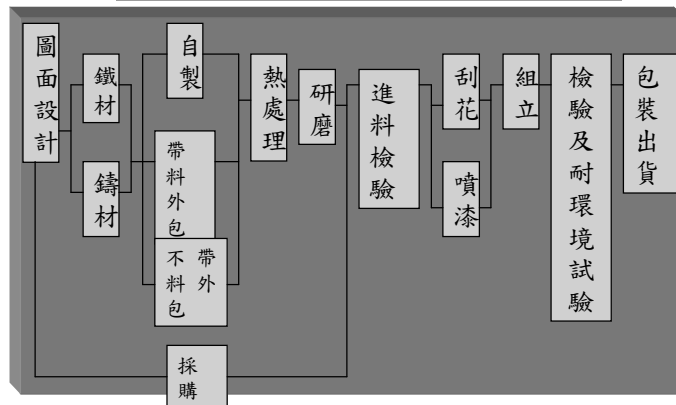 圖面設計
鐵材
鑄材
自製
帶料外包
不帶
料外
包
熱處理
研磨
進料檢驗
刮花
噴漆
組立
檢驗及耐環境試驗
包裝出貨
採購